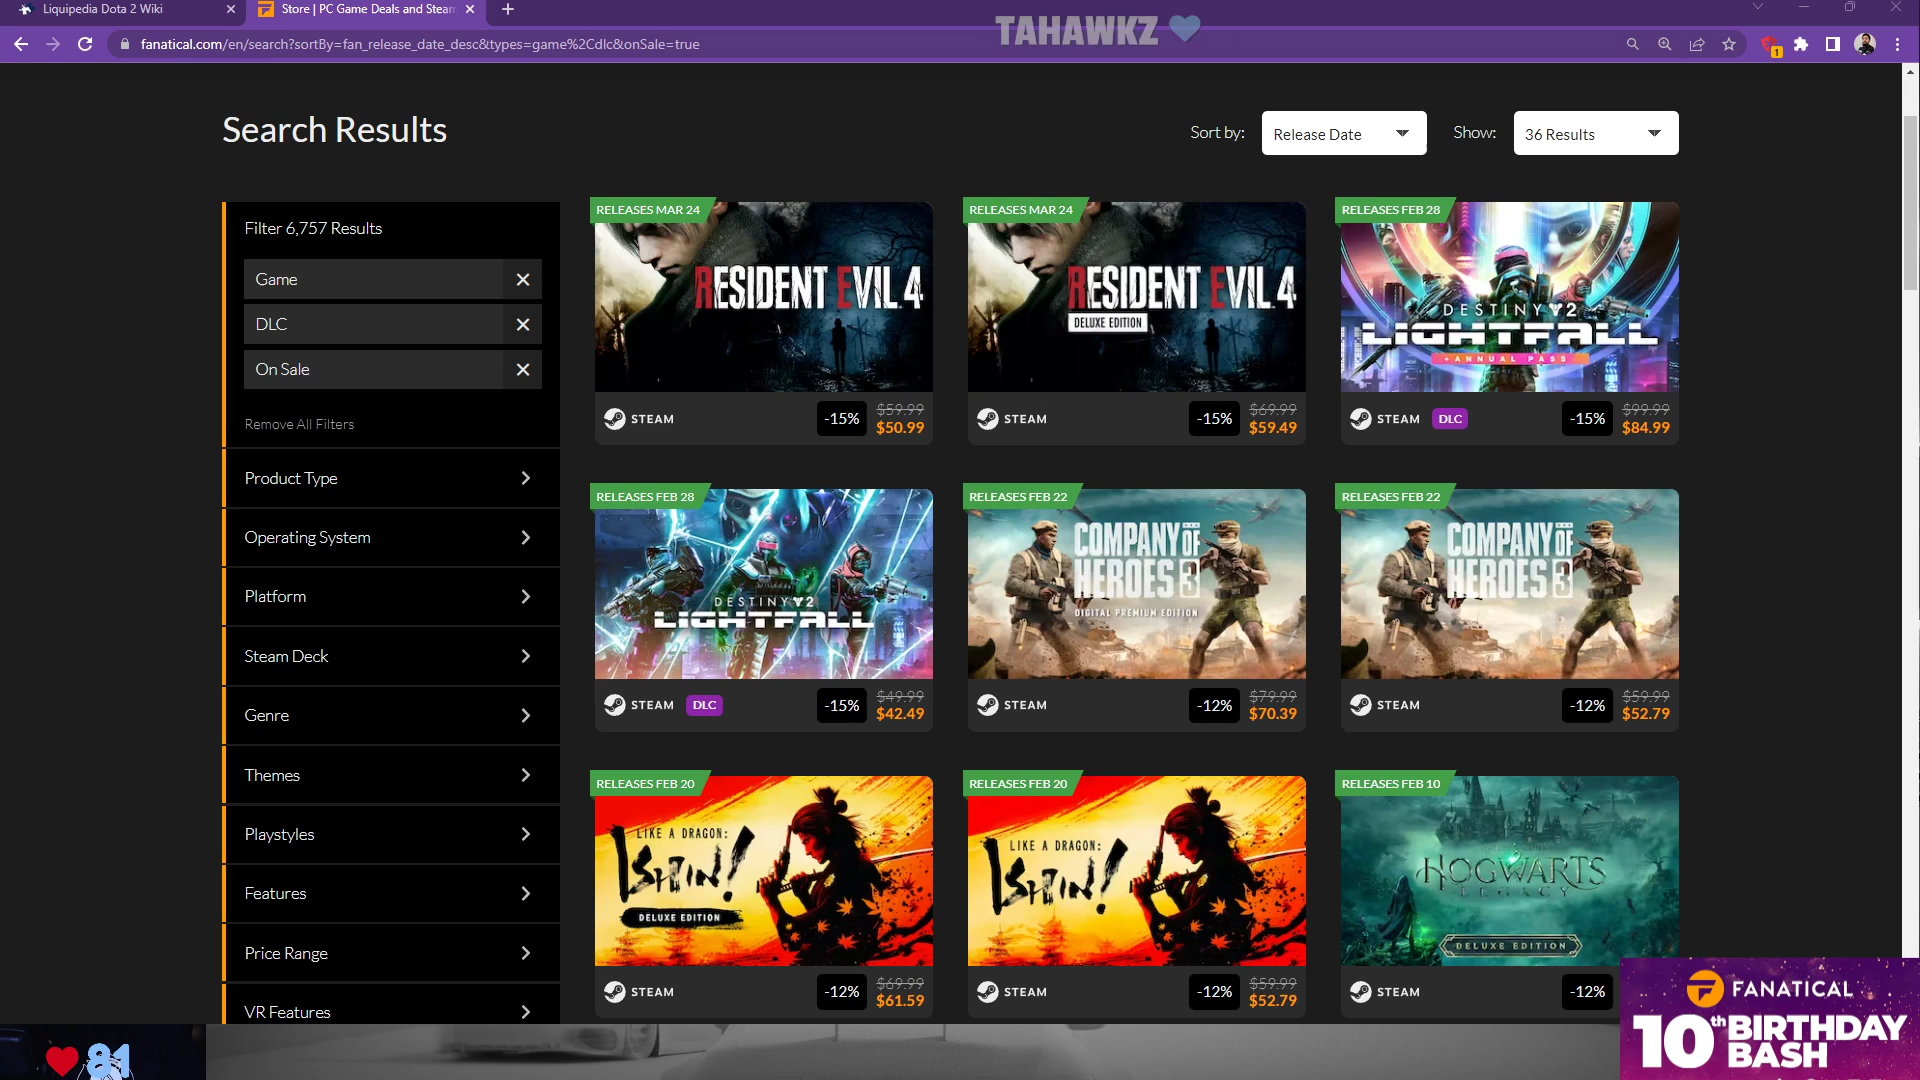 Liquipedia Dota 2 Wiki
Store | PC Game Deals and Steam
TAHAWKZ
fanatical.com/en/search?sortBy=fan_release_date_desc&types=game%2Cdlc&onSale=true
1
Search Results
Sort by:
Release Date
Show:
36 Results
Filter 6,757 Results
Game
DLC
On Sale
Remove All Filters
Product Type
Operating System
Platform
Steam Deck
Genre
Themes
Playstyles
Features
Price Range
VR Features
RELEASES MAR 24
RESIDENT EVIL 4
STEAM
-15%
$59.99
$50.99
RELEASES MAR 24
RESIDENT EVIL 4
DELUXE EDITION
STEAM
-15%
$69.99
$59.49
RELEASES FEB 28
DESTINY 2
LIGHTFALL
+ ANNUAL PASS
STEAM
DLC
-15%
$99.99
$84.99
RELEASES FEB 28
DESTINY 2
LIGHTFALL
STEAM
DLC
-15%
$49.99
$42.49
RELEASES FEB 22
COMPANY OF
HEROES 3
DIGITAL PREMIUM EDITION
STEAM
-12%
$79.99
$70.39
RELEASES FEB 22
COMPANY OF
HEROES 3
STEAM
-12%
$59.99
$52.79
RELEASES FEB 20
LIKE A DRAGON:
ISHIN!
DELUXE EDITION
STEAM
-12%
$69.99
$61.59
RELEASES FEB 20
LIKE A DRAGON:
ISHIN!
STEAM
-12%
$59.99
$52.79
RELEASES FEB 10
HOGWARTS
LEGACY
DELUXE EDITION
STEAM
-12%
FANATICAL
10th BIRTHDAY
BASH
81